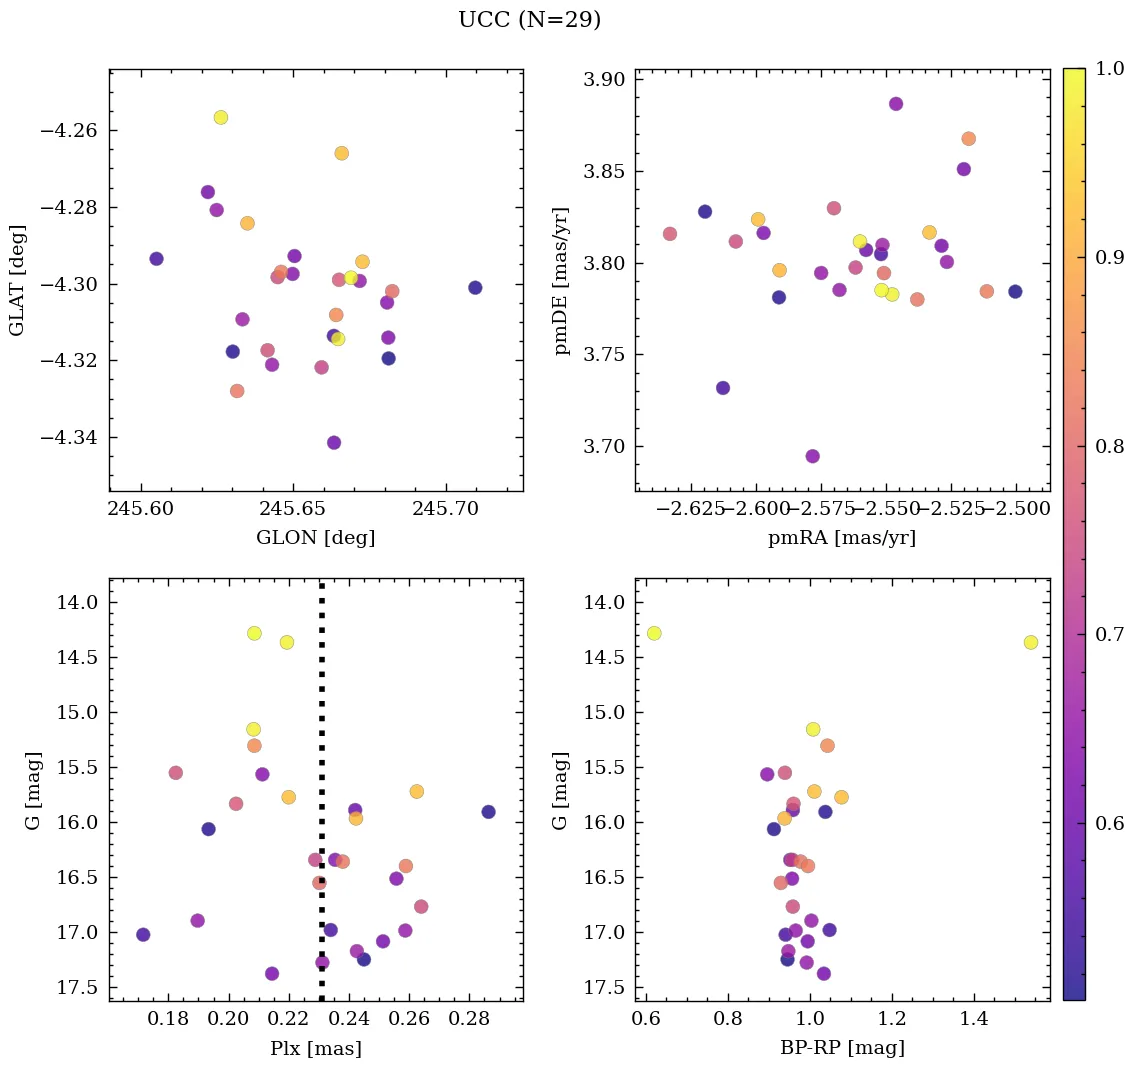 UCC (N=29)
−4.26
−4.28
−4.30
−4.32
−4.34
GLAT [deg]
245.60 245.65 245.70
GLON [deg]
3.90
3.85
3.80
3.75
3.70
pmDE [mas/yr]
−2.625 −2.600 −2.575 −2.550 −2.525 −2.500
pmRA [mas/yr]
1.0
0.9
0.8
0.7
0.6
14.0
14.5
15.0
15.5
16.0
16.5
17.0
17.5
G [mag]
0.18 0.20 0.22 0.24 0.26 0.28
Plx [mas]
14.0
14.5
15.0
15.5
16.0
16.5
17.0
17.5
G [mag]
0.6 0.8 1.0 1.2 1.4
BP-RP [mag]